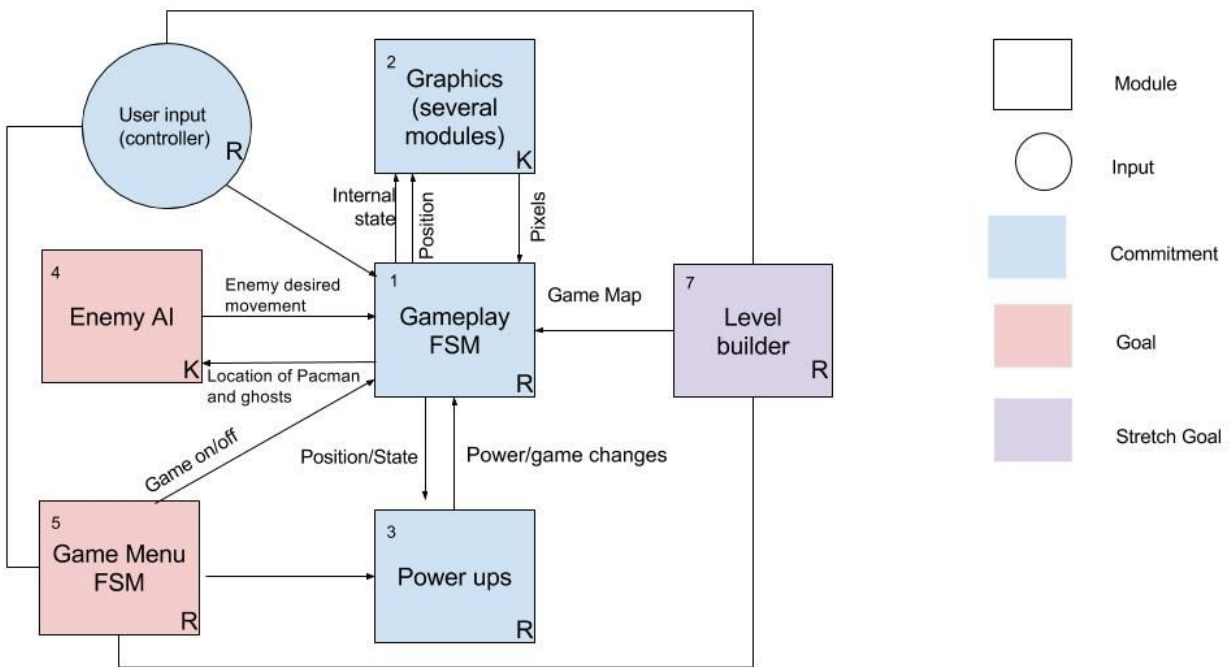 User input
(controller)
R
2
Graphics
(several
modules)
K
Module
Input
Internal
state
Position
Pixels
Commitment
4
Enemy AI
K
Enemy desired
movement
1
Gameplay
FSM
R
Game Map
7
Level
builder
R
Goal
Location of Pacman
and ghosts
Game on/off
Position/State
Power/game changes
Stretch Goal
5
Game Menu
FSM
R
3
Power ups
R